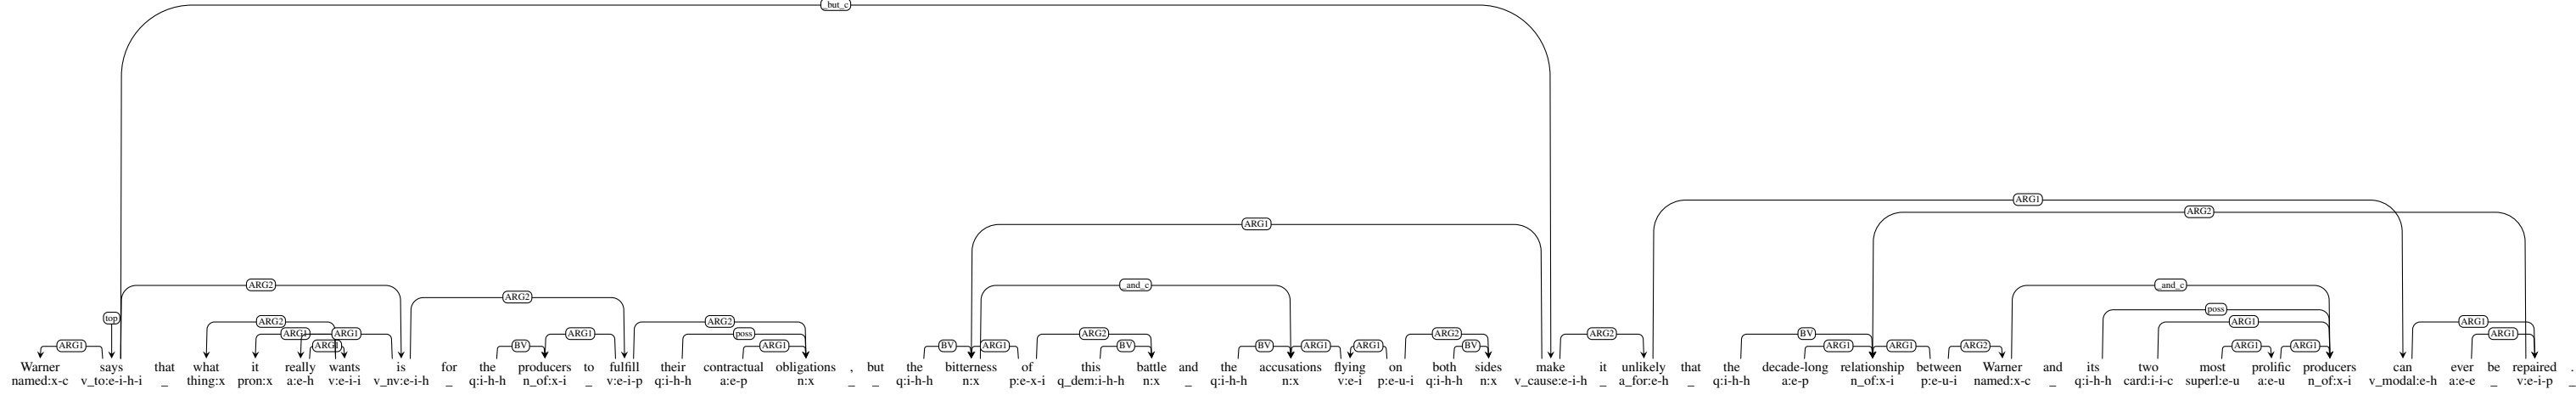 _but_c
ARG1
ARG1 ARG2
ARG2 _and_c _and_c
ARG2
poss
top
ARG2 ARG2 ARG1 ARG1
ARG1 ARG1 ARG1 poss ARG2 ARG2 ARG2 BV ARG1
ARG1 ARG1 BV ARG1 BV ARG1 BV BV ARG1 ARG1 BV ARG1 ARG1 ARG2 ARG1 ARG1
Warner says that what it really wants is for the producers to fulfill their contractual obligations , but the bitterness of this battle and the accusations flying on both sides make it unlikely that the decade-long relationship between Warner and its two most prolific producers can ever be repaired .
named:x-c v_to:e-i-h-i _ thing:x pron:x a:e-h v:e-i-i v_nv:e-i-h _ q:i-h-h n_of:x-i _ v:e-i-p q:i-h-h a:e-p n:x _ _ q:i-h-h n:x p:e-x-i q_dem:i-h-h n:x _ q:i-h-h n:x v:e-i p:e-u-i q:i-h-h n:x v_cause:e-i-h _ a_for:e-h _ q:i-h-h a:e-p n_of:x-i p:e-u-i named:x-c _ q:i-h-h card:i-i-c superl:e-u a:e-u n_of:x-i v_modal:e-h a:e-e _ v:e-i-p _